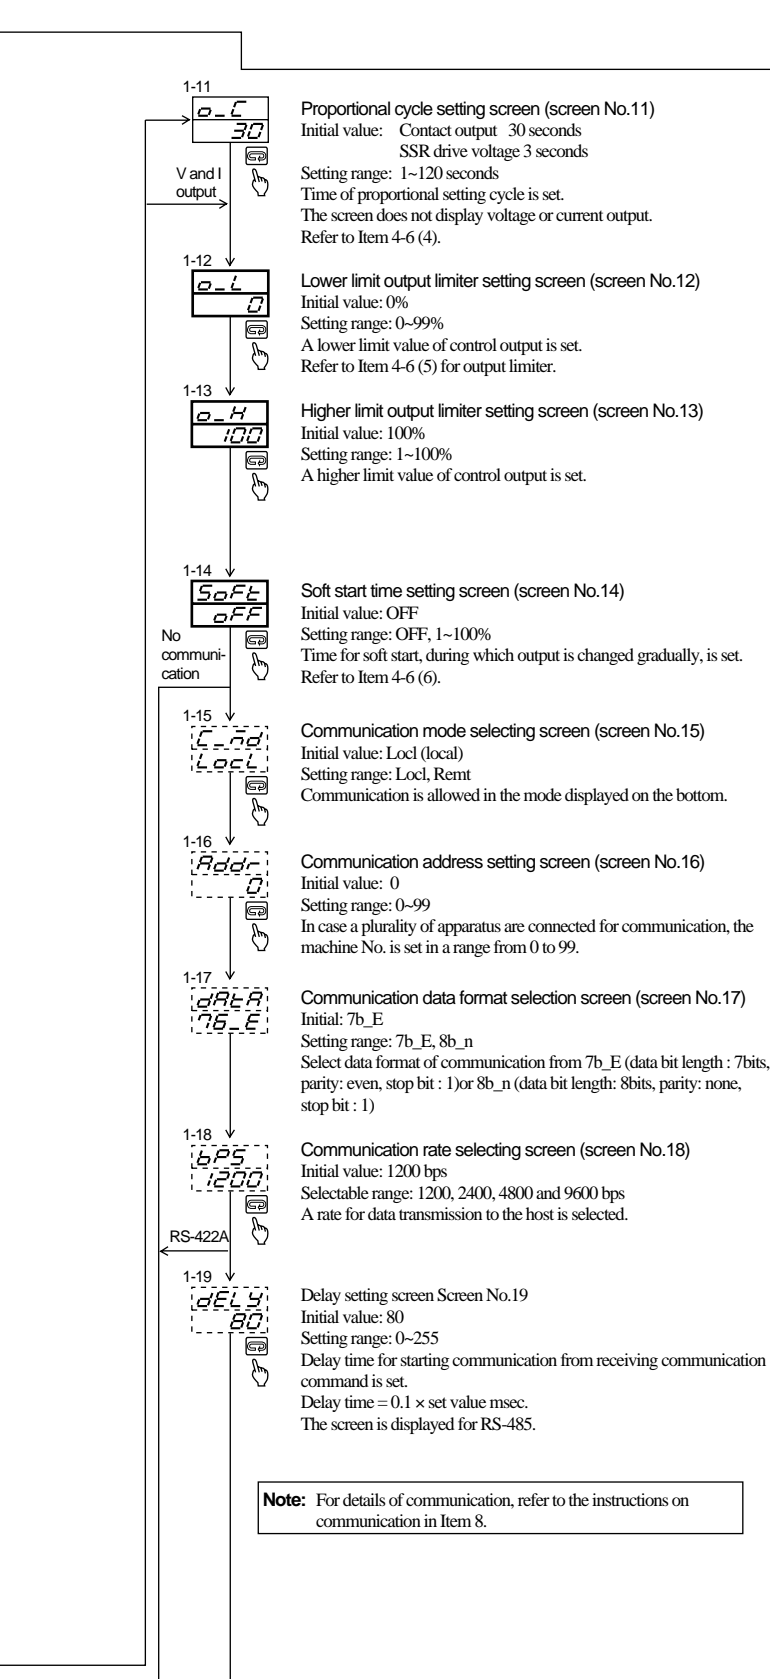 1-11
o_C
30
V and I
output
Proportional cycle setting screen (screen No.11)
Initial value: Contact output 30 seconds
SSR drive voltage 3 seconds
Setting range: 1~120 seconds
Time of proportional setting cycle is set.
The screen does not display voltage or current output.
Refer to Item 4-6 (4).
1-12
o_L
0
Lower limit output limiter setting screen (screen No.12)
Initial value: 0%
Setting range: 0~99%
A lower limit value of control output is set.
Refer to Item 4-6 (5) for output limiter.
1-13
o_H
100
Higher limit output limiter setting screen (screen No.13)
Initial value: 100%
Setting range: 1~100%
A higher limit value of control output is set.
1-14
SoFt
oFF
No
communi-
cation
Soft start time setting screen (screen No.14)
Initial value: OFF
Setting range: OFF, 1~100%
Time for soft start, during which output is changed gradually, is set.
Refer to Item 4-6 (6).
1-15
C_md
LocL
Communication mode selecting screen (screen No.15)
Initial value: Locl (local)
Setting range: Locl, Remt
Communication is allowed in the mode displayed on the bottom.
1-16
Addr
0
Communication address setting screen (screen No.16)
Initial value: 0
Setting range: 0~99
In case a plurality of apparatus are connected for communication, the
machine No. is set in a range from 0 to 99.
1-17
dAtA
7b_E
Communication data format selection screen (screen No.17)
Initial: 7b_E
Setting range: 7b_E, 8b_n
Select data format of communication from 7b_E (data bit length : 7bits,
parity: even, stop bit : 1)or 8b_n (data bit length: 8bits, parity: none,
stop bit : 1)
1-18
bPS
1200
RS-422A
Communication rate selecting screen (screen No.18)
Initial value: 1200 bps
Selectable range: 1200, 2400, 4800 and 9600 bps
A rate for data transmission to the host is selected.
1-19
dELY
80
Delay setting screen Screen No.19
Initial value: 80
Setting range: 0~255
Delay time for starting communication from receiving communication
command is set.
Delay time = 0.1 × set value msec.
The screen is displayed for RS-485.
Note: For details of communication, refer to the instructions on
communication in Item 8.